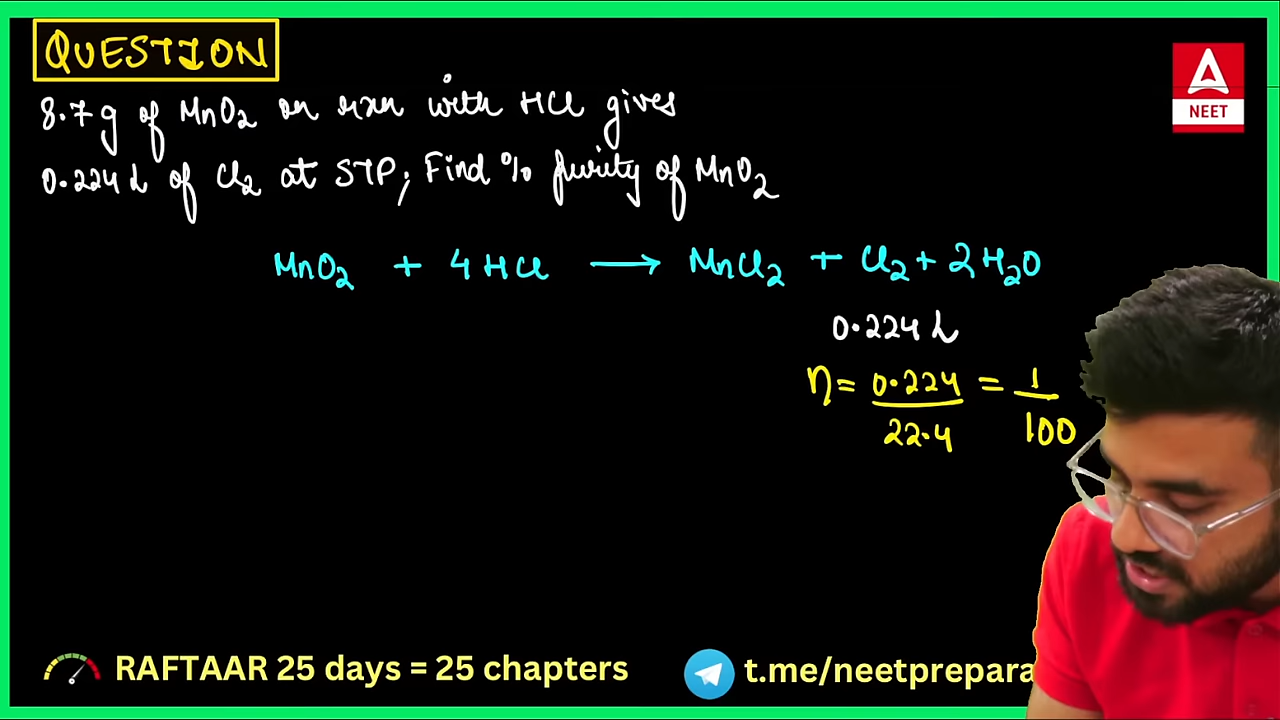 QUESTION
8.7 g of MnO2 on rxn with HCl gives
0.224 L of Cl2 at STP; Find % purity of MnO2
MnO2 + 4HCl ⟶ MnCl2 + Cl2 + 2H2O
0.224 L
n = 0.224 / 22.4 = 1 / 100
A
NEET
RAFTAAR 25 days = 25 chapters
t.me/neetprepara